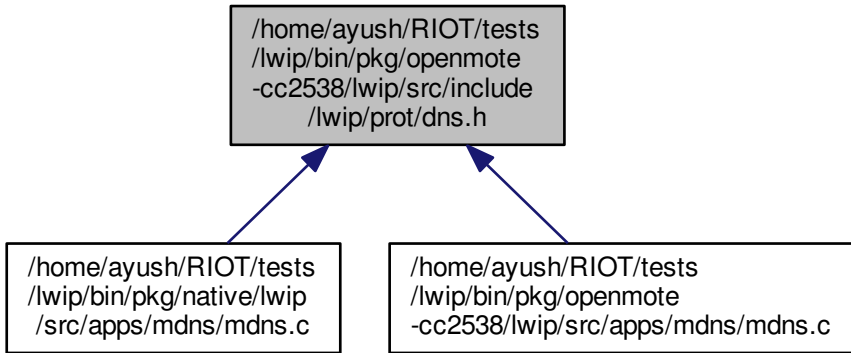 /home/ayush/RIOT/tests
/lwip/bin/pkg/openmote
-cc2538/lwip/src/include
/lwip/prot/dns.h
/home/ayush/RIOT/tests
/lwip/bin/pkg/native/lwip
/src/apps/mdns/mdns.c
/home/ayush/RIOT/tests
/lwip/bin/pkg/openmote
-cc2538/lwip/src/apps/mdns/mdns.c